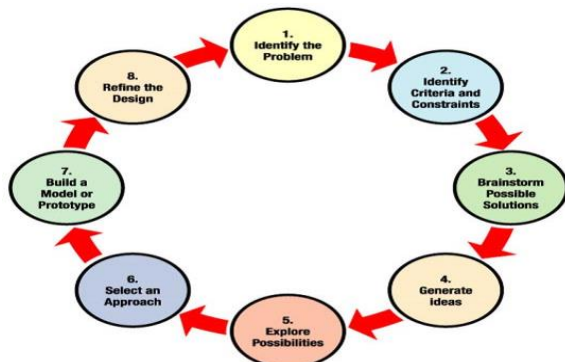 1.
Identify the
Problem
2.
Identify
Criteria and
Constraints
3.
Brainstorm
Possible
Solutions
4.
Generate
ideas
5.
Explore
Possibilities
6.
Select an
Approach
7.
Build a
Model or
Prototype
8.
Refine the
Design